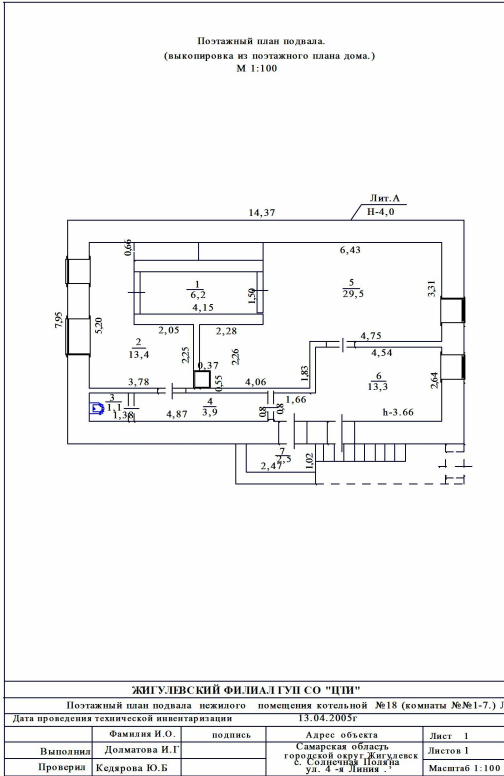 Поэтажный план подвала.
(выкопировка из поэтажного плана дома.)
М 1:100
Лит.А
Н-4,0
14,37
0,66
6,43
1
6,2
1,50
4,15
5
29,5
3,31
7,95
5,20
2,05
2,28
2
13,4
2,25
2,26
4,75
4,54
0,37
0,55
1,83
6
13,3
2,64
3,78
4,06
3
1,1
1,38
4,87
4
3,9
0,8
0,8
1,66
h-3.66
7
2,5
2,47
1,02
ЖИГУЛЕВСКИЙ ФИЛИАЛ ГУП СО "ЦТИ"
Поэтажный план подвала нежилого помещения котельной №18 (комнаты №№1-7.) Л
Дата проведения технической инвентаризации 13.04.2005г
Фамилия И.О. подпись Адрес объекта Лист 1
Выполнил Долматова И.Г Самарская область
городской округ Жигулевск Листов 1
Проверил Кедярова Ю.Б с. Солнечная Поляна
ул. 4 -я Линия . Масштаб 1:100